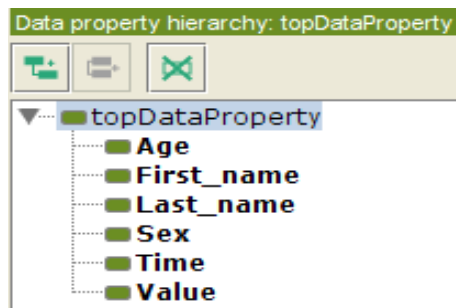 Data property hierarchy: topDataProperty
topDataProperty
Age
First_name
Last_name
Sex
Time
Value